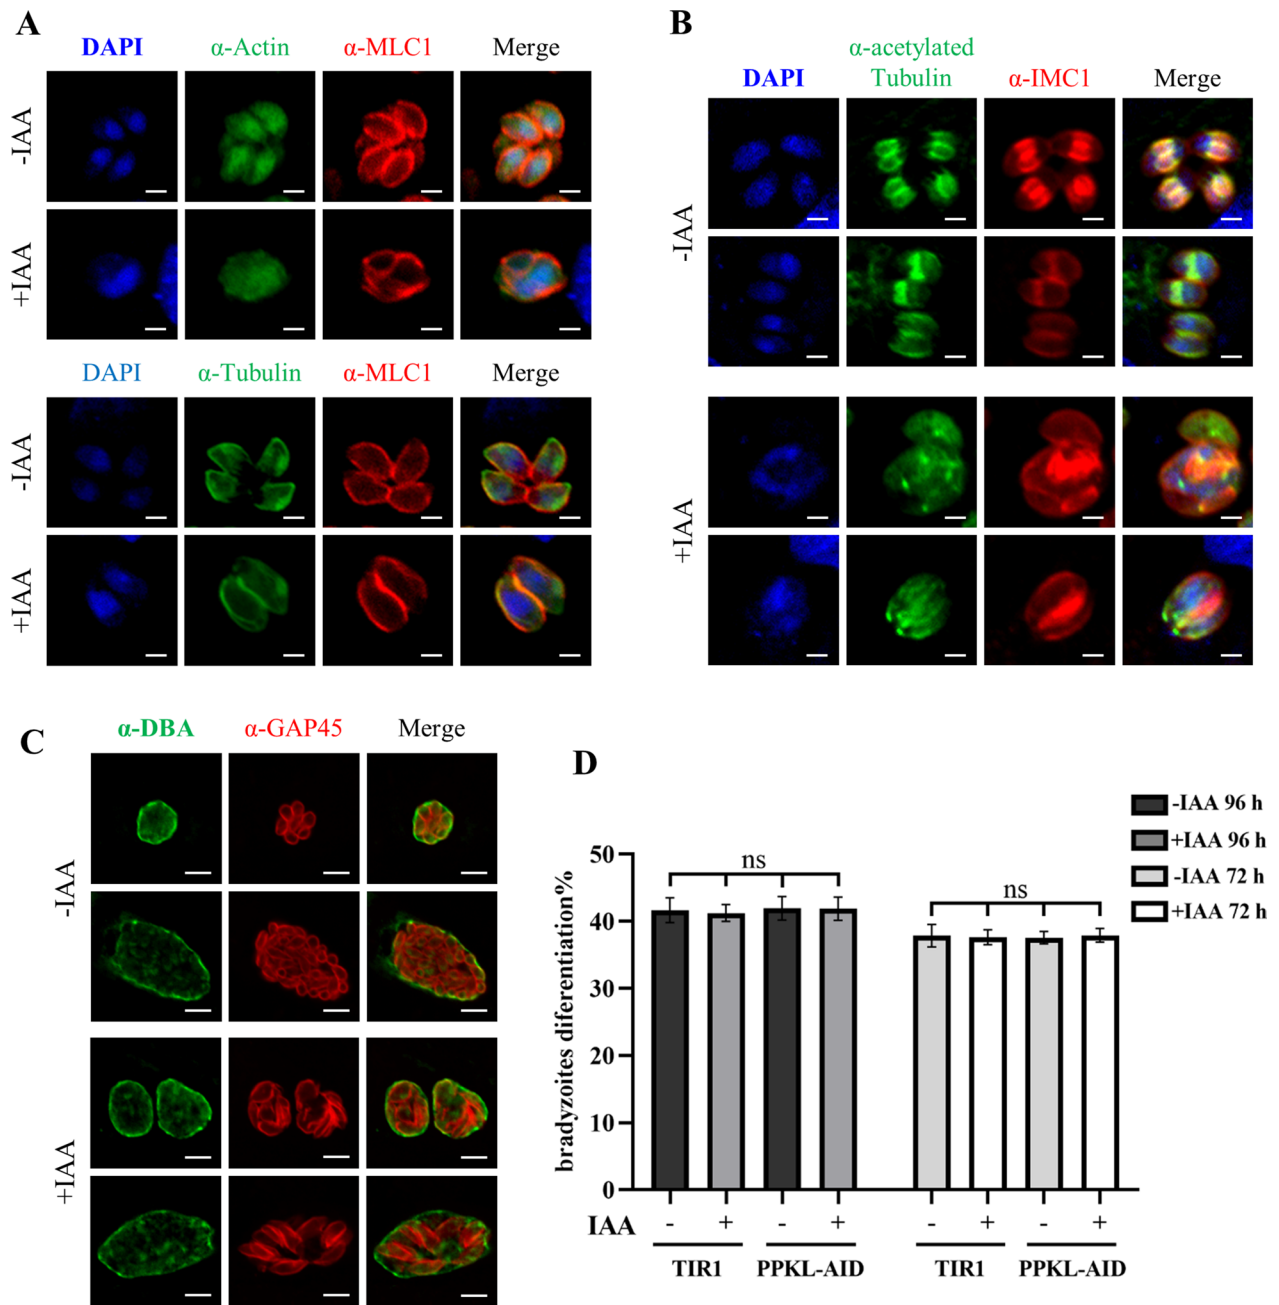 A
DAPI α-Actin α-MLC1 Merge
-IAA
+IAA
DAPI α-Tubulin α-MLC1 Merge
-IAA
+IAA
B
α-acetylated
DAPI Tubulin α-IMC1 Merge
-IAA
+IAA
C
α-DBA α-GAP45 Merge
-IAA
+IAA
D
-IAA 96 h
+IAA 96 h
-IAA 72 h
+IAA 72 h
bradyzoites diferentiation%
50
40
30
20
10
0
ns ns
IAA - + - + - + - +
TIR1 PPKL-AID TIR1 PPKL-AID